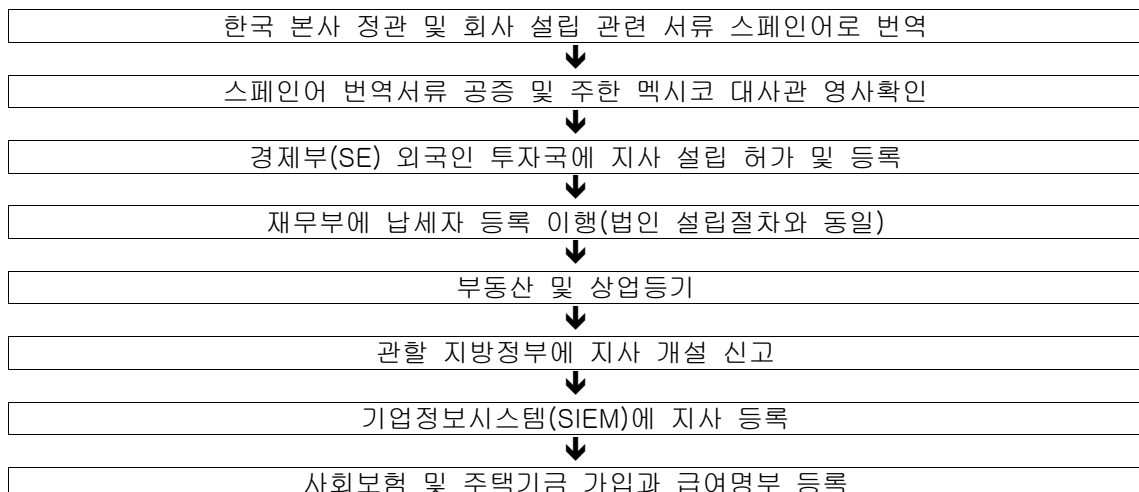 한국 본사 정관 및 회사 설립 관련 서류 스페인어로 번역
스페인어 번역서류 공증 및 주한 멕시코 대사관 영사확인
경제부(SE) 외국인 투자국에 지사 설립 허가 및 등록
재무부에 납세자 등록 이행(법인 설립절차와 동일)
부동산 및 상업등기
관할 지방정부에 지사 개설 신고
기업정보시스템(SIEM)에 지사 등록
사회보험 및 주택기금 가입과 급여명부 등록